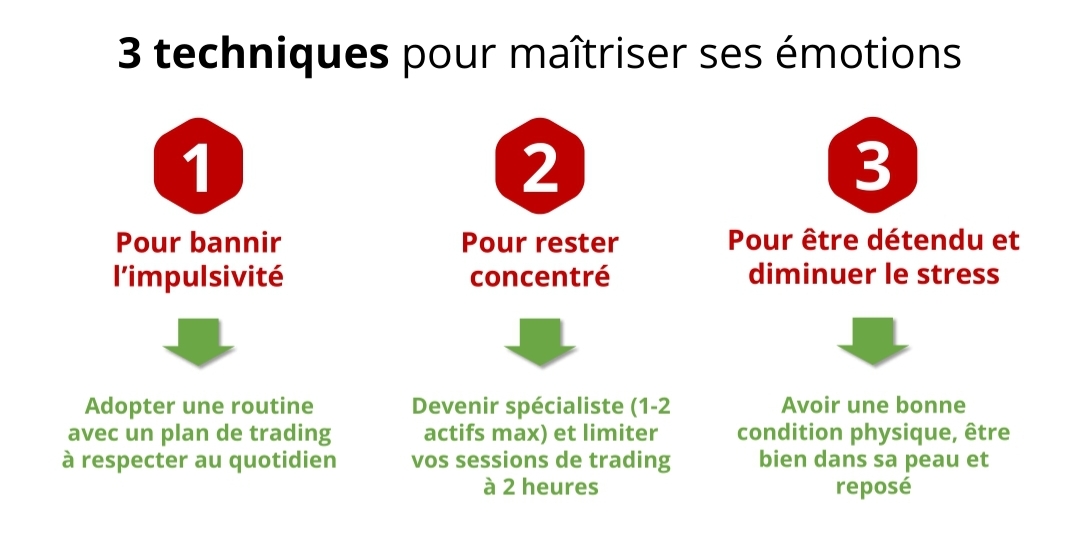 3 techniques pour maîtriser ses émotions
1
Pour bannir
l’impulsivité
Adopter une routine
avec un plan de trading
à respecter au quotidien
2
Pour rester
concentré
Devenir spécialiste (1-2
actifs max) et limiter
vos sessions de trading
à 2 heures
3
Pour être détendu et
diminuer le stress
Avoir une bonne
condition physique, être
bien dans sa peau et
reposé